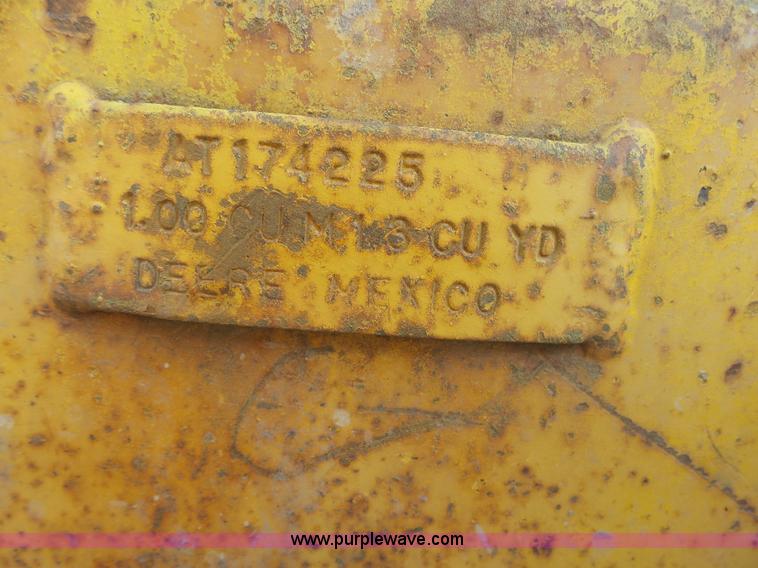 AT174225
1.00 CU M 1.3 CU YD
DEERE MEXICO
www.purplewave.com